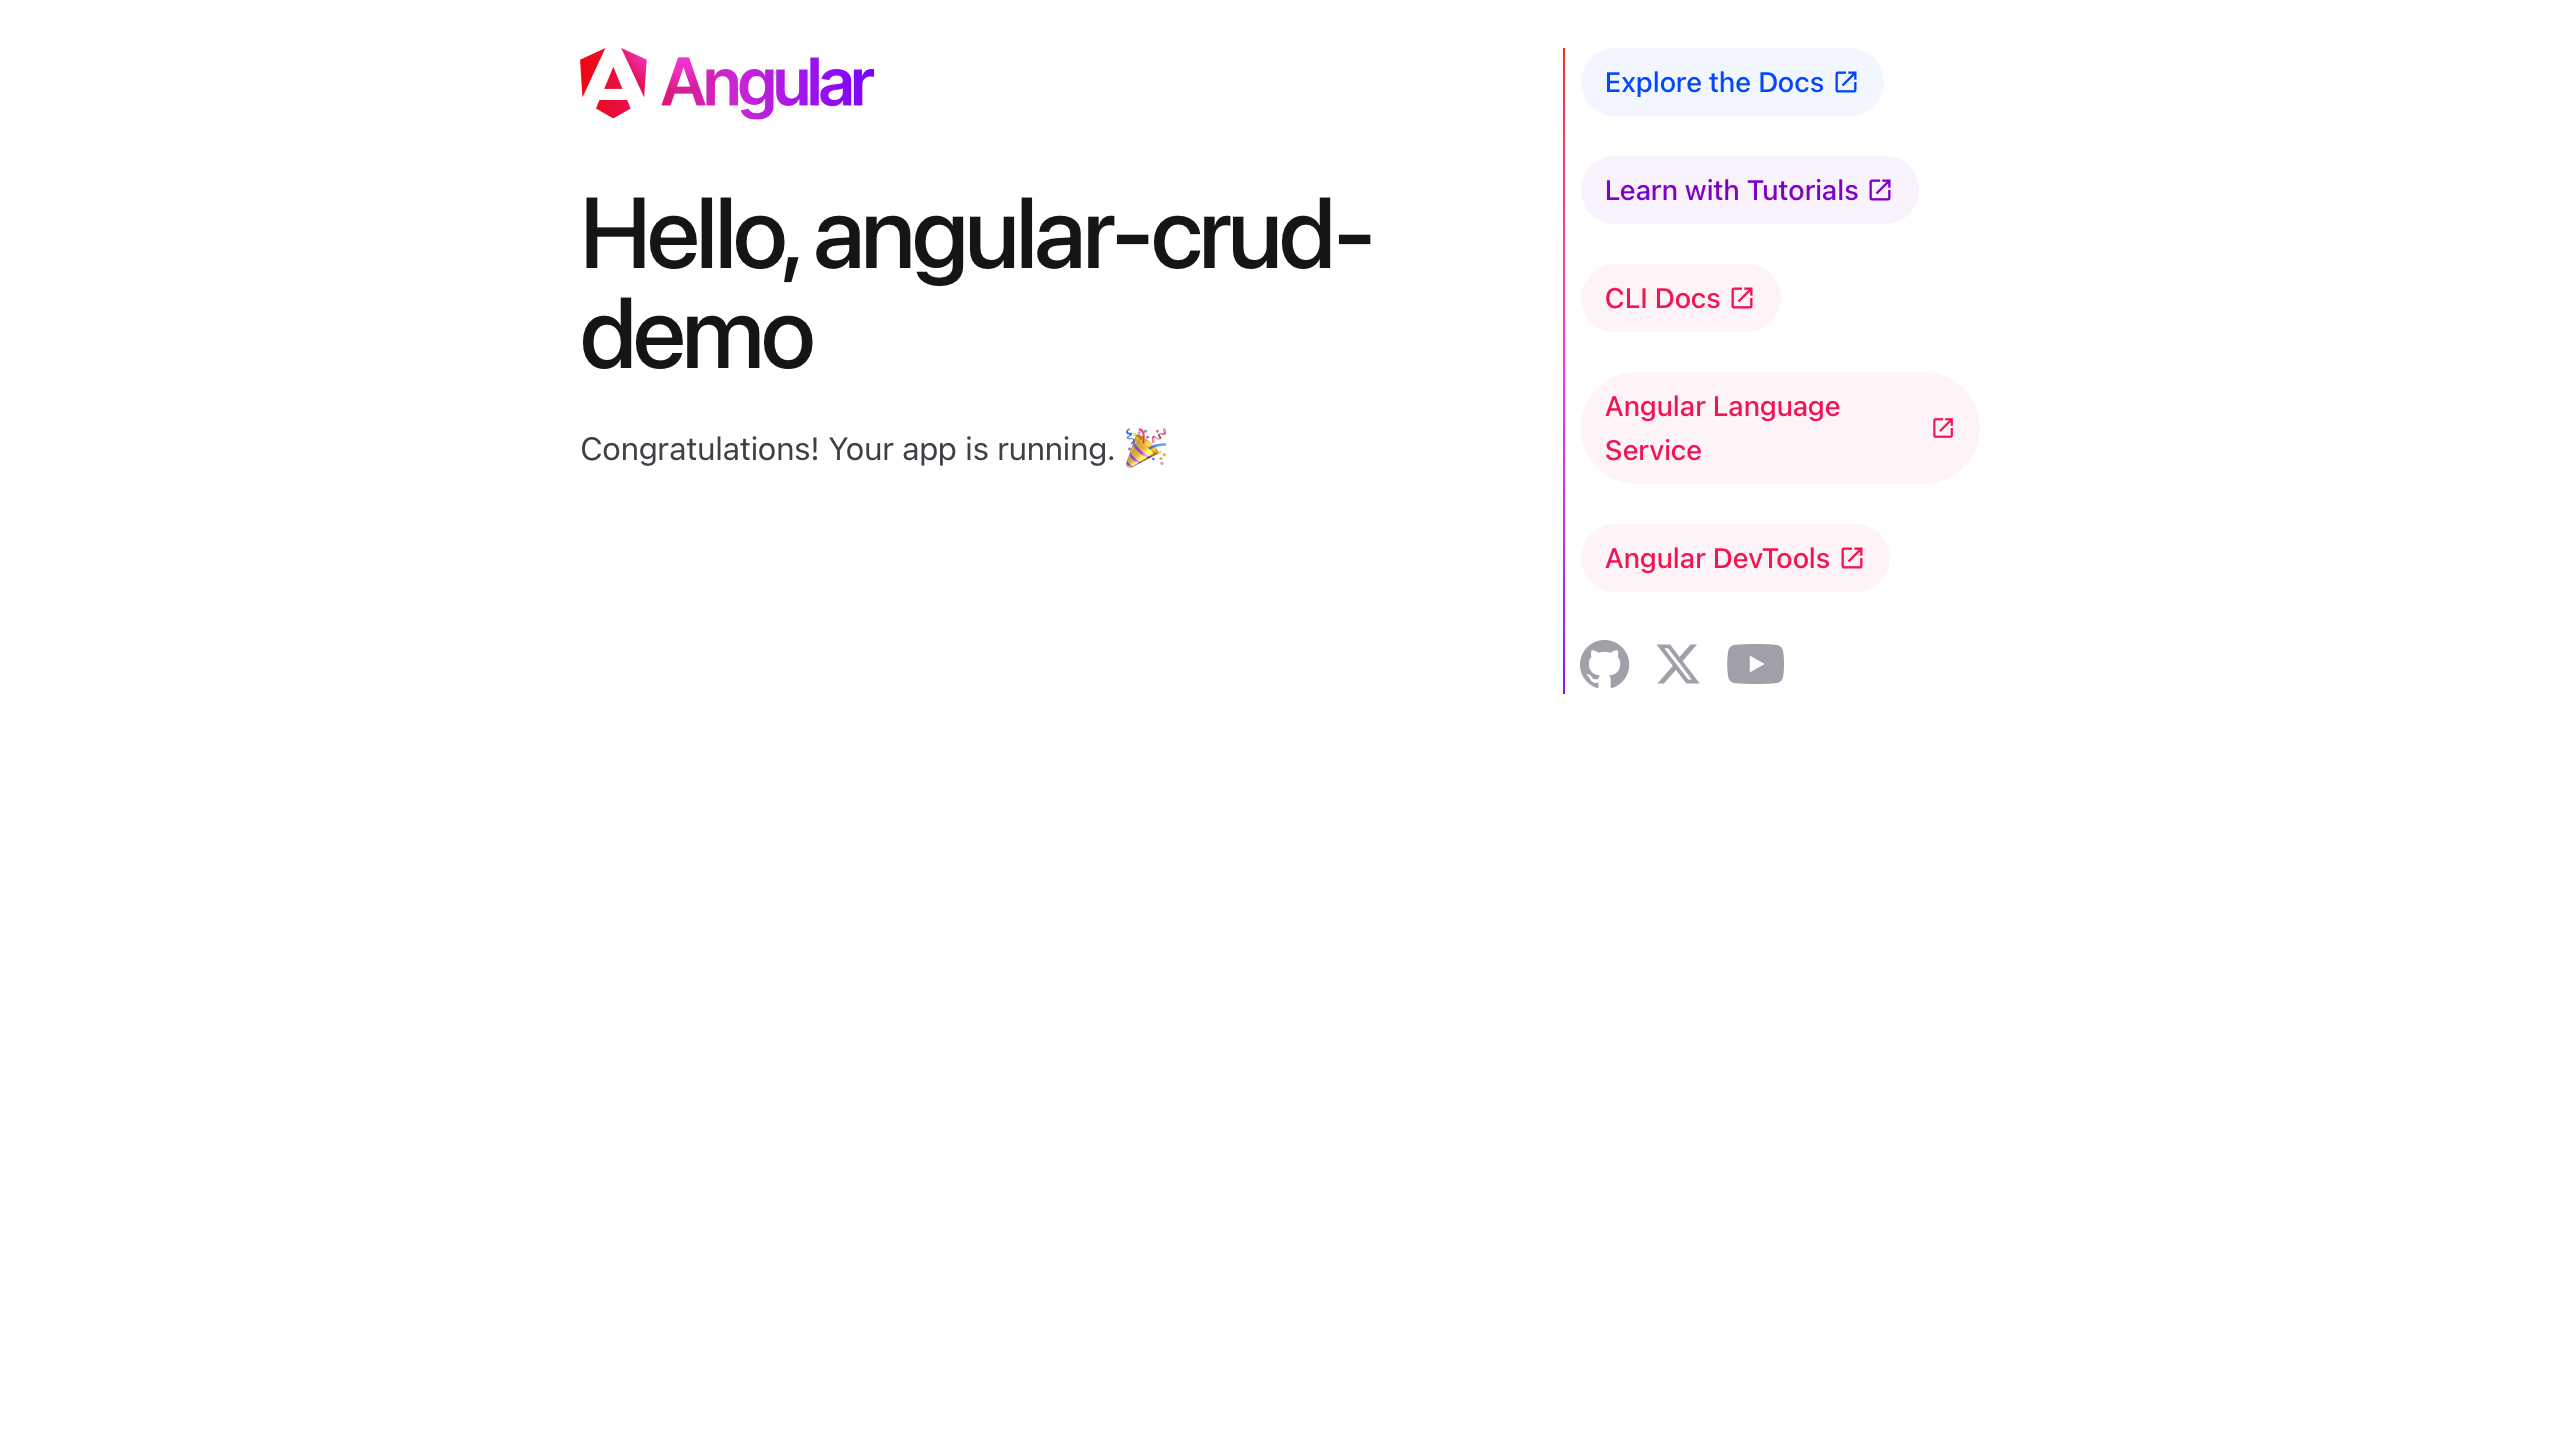 Angular
Hello, angular-crud-
demo
Congratulations! Your app is running. 🎉
Explore the Docs
Learn with Tutorials
CLI Docs
Angular Language
Service
Angular DevTools